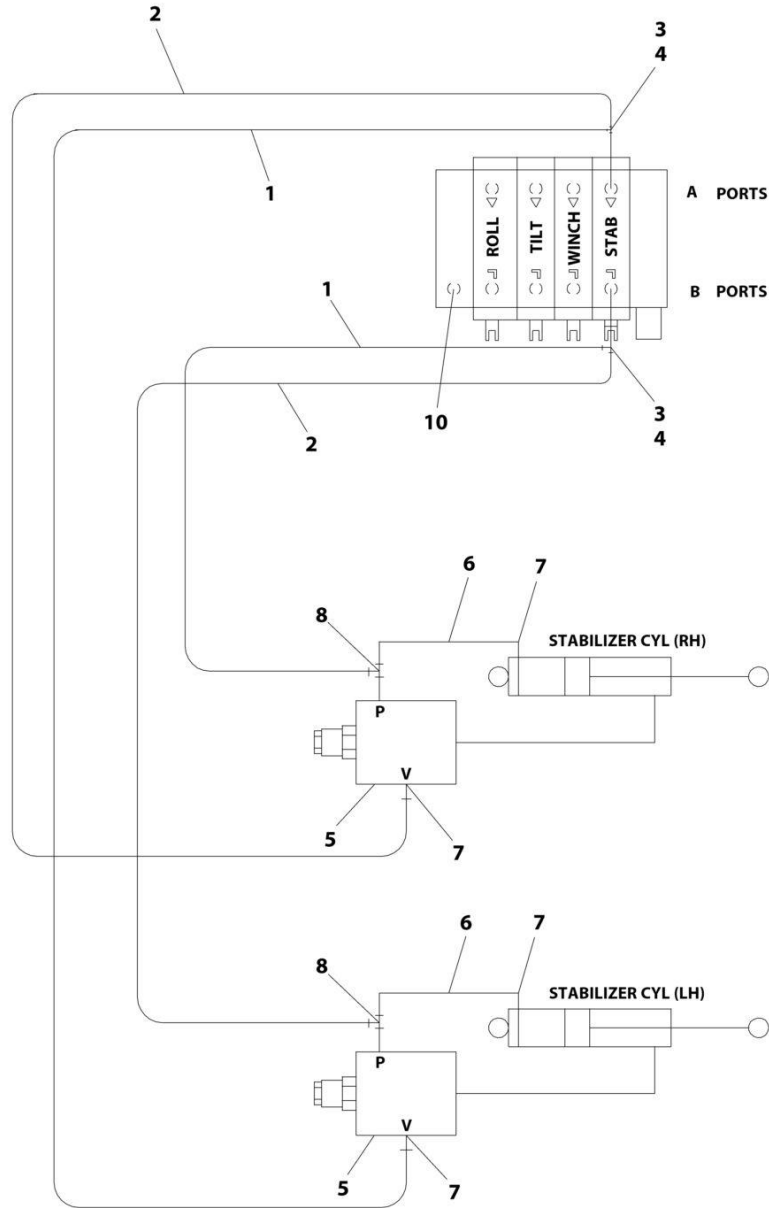 2
3
4
1
A PORTS
ROLL
TILT
WINCH
STAB
1
B PORTS
10
2
3
4
6
7
8
STABILIZER CYL (RH)
P
V
5
7
6
7
8
STABILIZER CYL (LH)
P
V
5
7